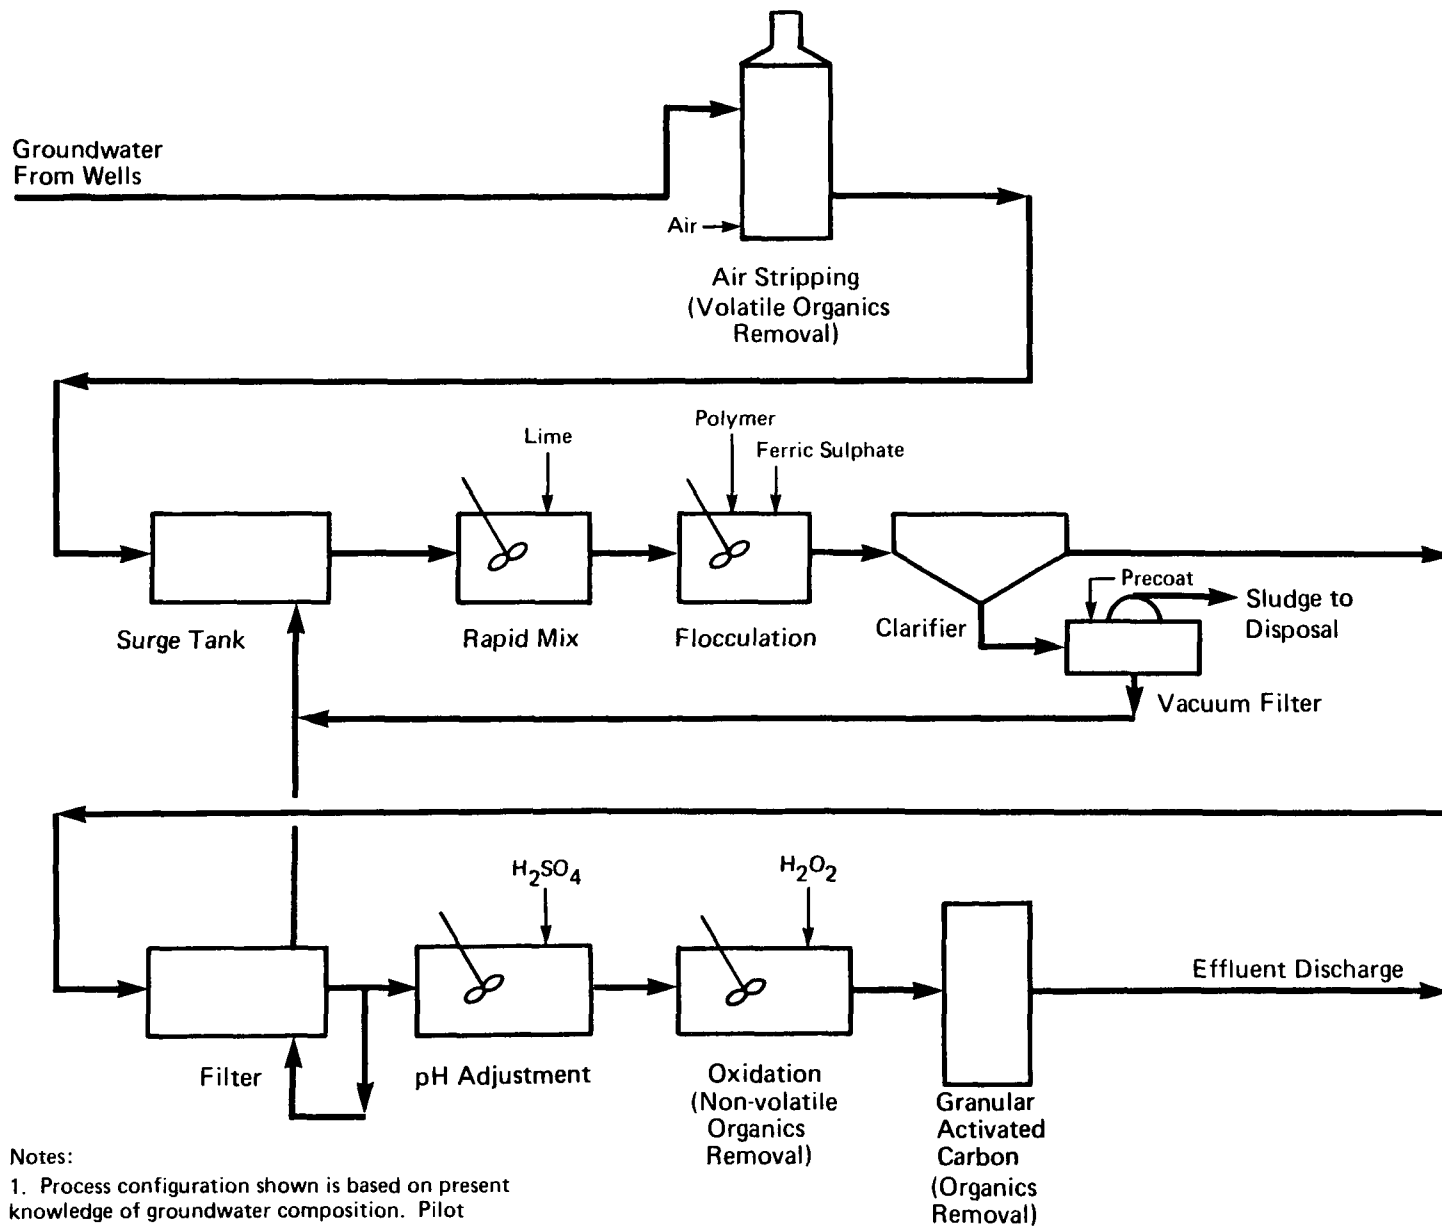 Groundwater
From Wells
Air
Air Stripping
(Volatile Organics
Removal)
Lime
Polymer
Ferric Sulphate
Surge Tank
Rapid Mix
Flocculation
Clarifier
Precoat
Sludge to
Disposal
Vacuum Filter
H2SO4
H2O2
Effluent Discharge
Filter
pH Adjustment
Oxidation
(Non-volatile
Organics
Removal)
Granular
Activated
Carbon
(Organics
Removal)
Notes:
1. Process configuration shown is based on present
knowledge of groundwater composition. Pilot